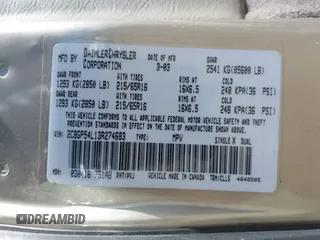 DAIMLERCHRYSLER CORPORATION
DATE OF MFR 3-03
GVWR 2541 KG(05600 LB)
GAWR FRONT WITH TIRES RIMS AT COLD
1293 KG(2850 LB) 215/65R16 16X6.5 248 KPA(36 PSI)
GAWR REAR WITH TIRES RIMS AT COLD
1293 KG(2850 LB) 215/65R16 16X6.5 248 KPA(36 PSI)
THIS VEHICLE CONFORMS TO ALL APPLICABLE
FEDERAL MOTOR VEHICLE SAFETY AND THEFT
PREVENTION STANDARDS IN EFFECT ON THE DATE OF
MANUFACTURE SHOWN ABOVE.
VIN: 2C8GP54L13R274683 TYPE: MPV SINGLE X DUAL
VEHICLE MADE IN CANADA
DREAMBID